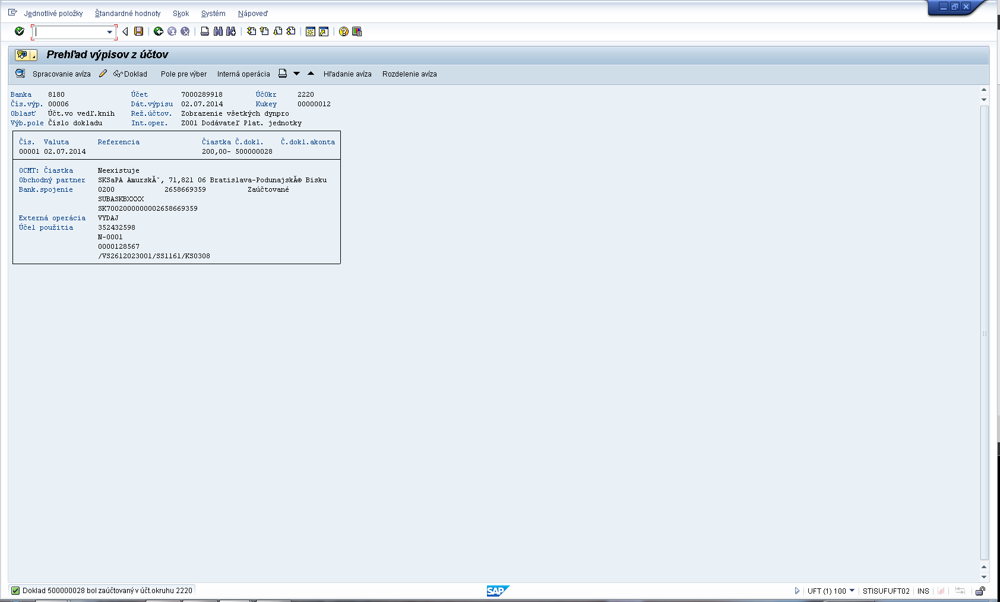 Jednotlivé položky Štandardné hodnoty Skok Systém Nápoveď
Prehľad výpisov z účtov
Spracovanie avíza Doklad Pole pre výber Interná operácia Hľadanie avíza Rozdelenie avíza
Banka 8180 Účet 7000289918 ÚčOkr 2220
Čís.výp. 00006 Dát.výpisu 02.07.2014 Kukey 00000012
Oblasť Účt.vo vedľ.knih Rež.účtov. Zobrazenie všetkých dynpro
Výb.pole Číslo dokladu Int.oper. Z001 Dodávateľ Plat. jednotky
Čís. Valuta Referencia Čiastka Č.dokl. Č.dokl.akonta
00001 02.07.2014 200,00- 500000028
OCMT: Čiastka Neexistuje
Obchodný partner SKSaPA AmurskĂˇ, 71,821 06 Bratislava-PodunajskĂ© Bisku
Bank.spojenie 0200 2658669359 Zaúčtované
SUBASKBXXXX
SK7002000000002658669359
Externá operácia VYDAJ
Účel použitia 352432598
N-0001
0000128567
/VS2612023001/SS1161/KS0308
Doklad 500000028 bol zaúčtovaný v účt.okruhu 2220 SAP UFT (1) 100 STISUFUFT02 INS